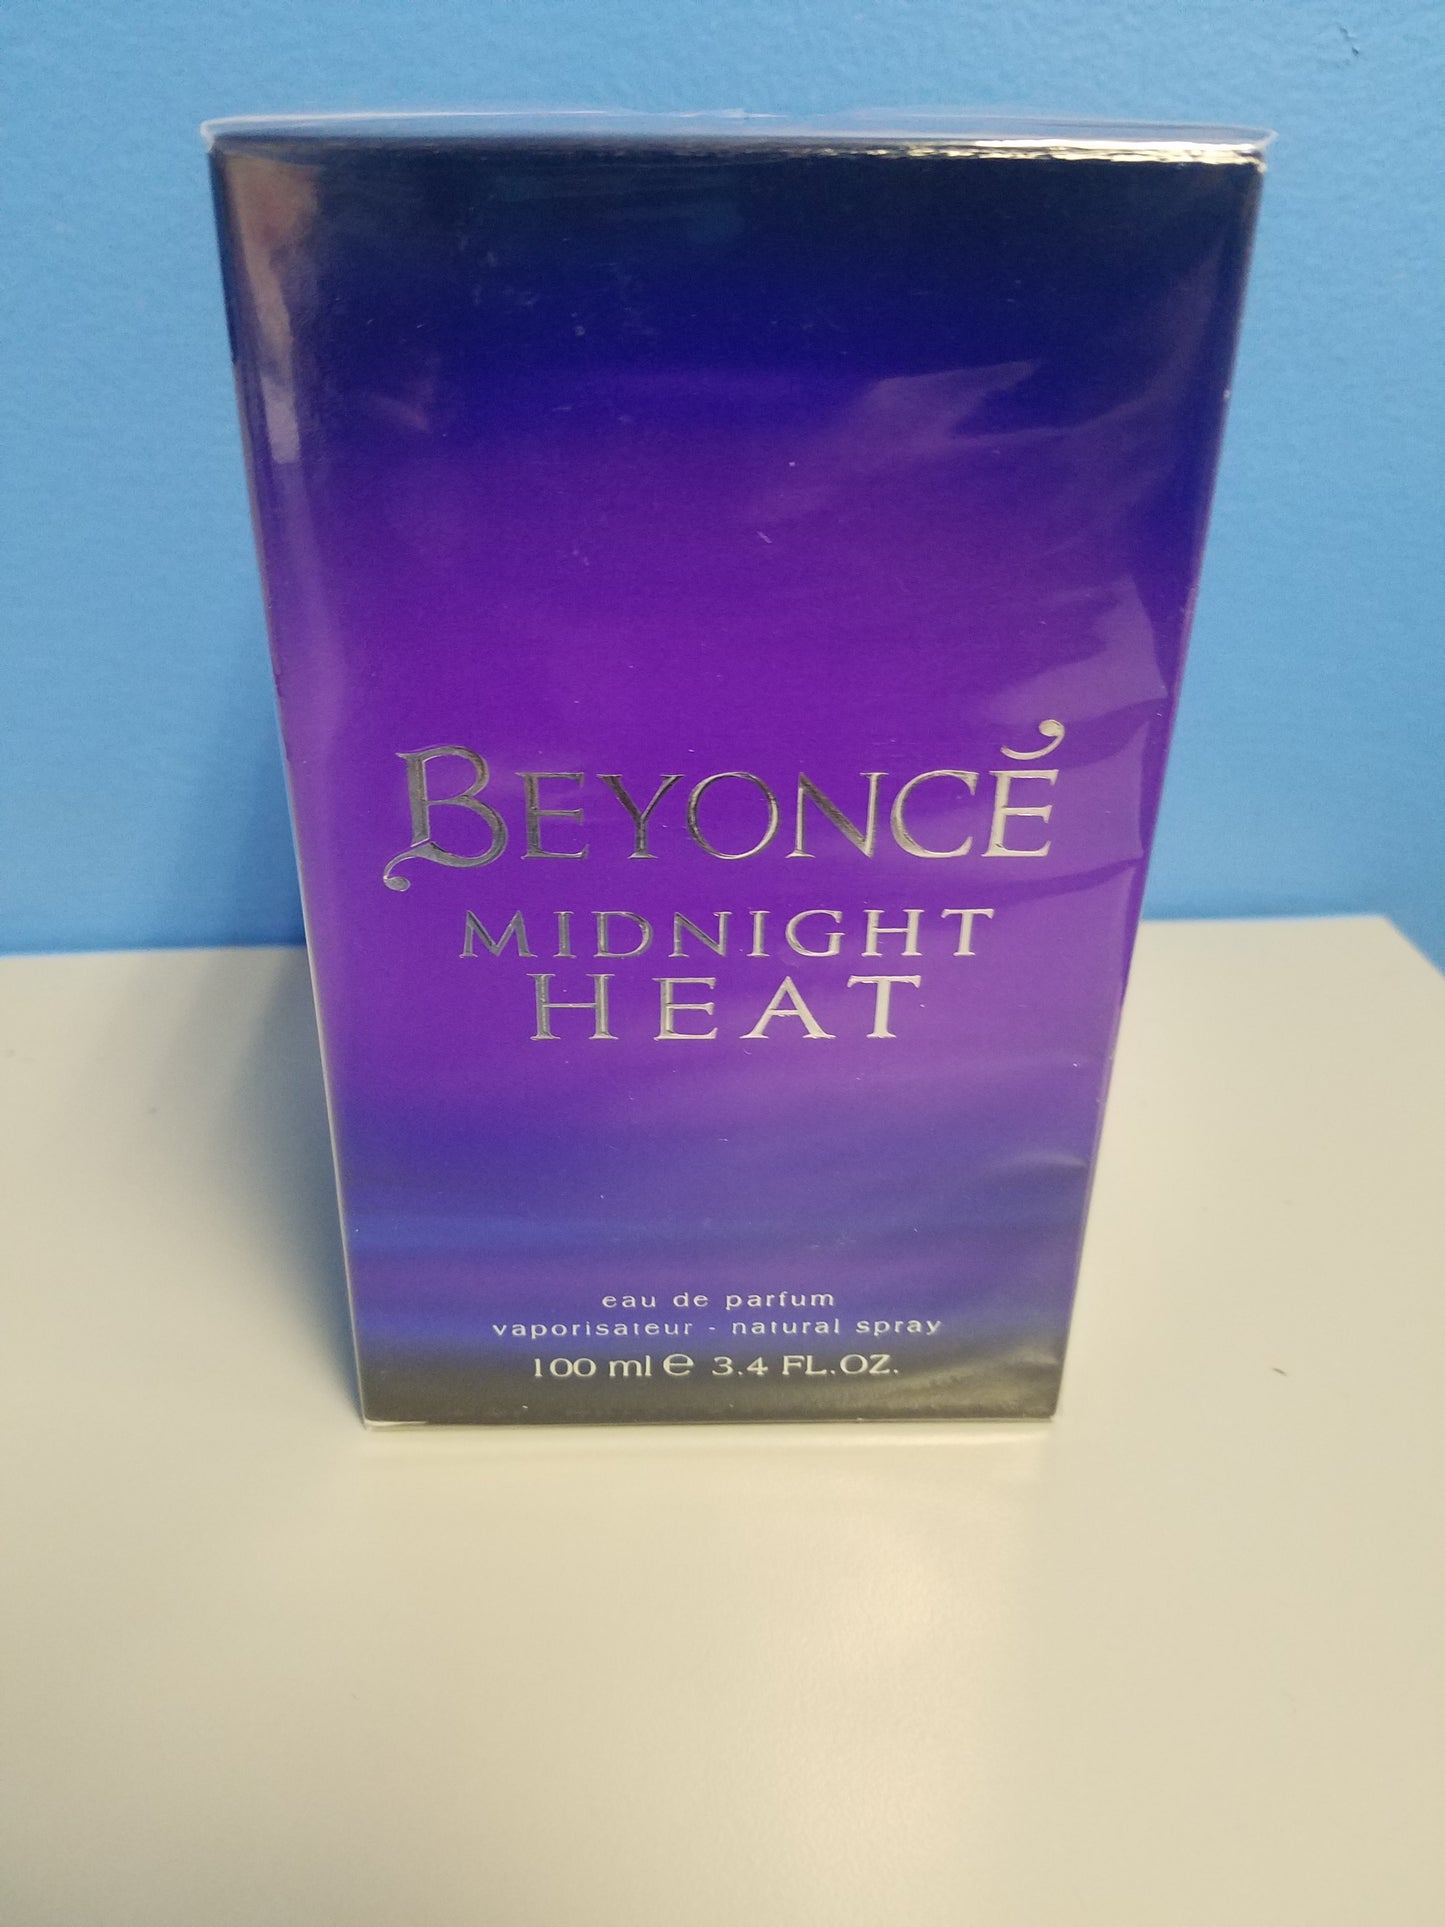 BEYONCÉ
MIDNIGHT
HEAT
eau de parfum
vaporisateur - natural spray
100 ml ℮ 3.4 FL.OZ.